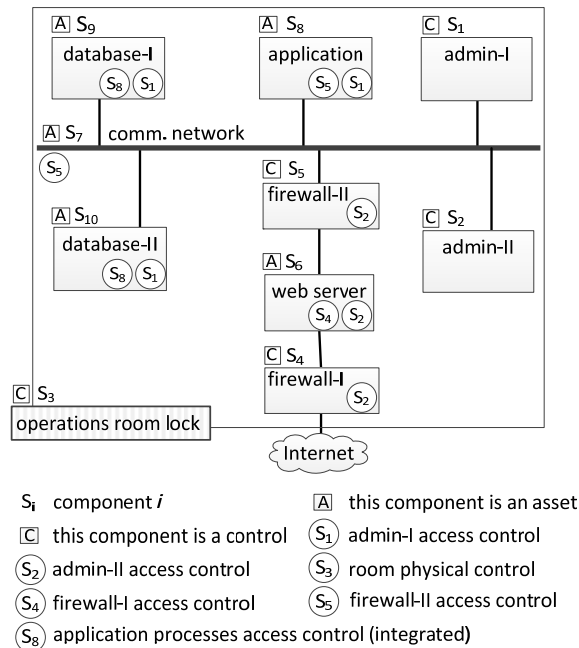 A S₉
database-I
S₈ S₁
A S₈
application
S₅ S₁
C S₁
admin-I
A S₇ comm. network
S₅
C S₅
firewall-II
S₂
A S₁₀
database-II
S₈ S₁
C S₂
admin-II
A S₆
web server
S₄ S₂
C S₄
firewall-I
S₂
C S₃
operations room lock
Internet
Sᵢ component i
A this component is an asset
C this component is a control
S₁ admin-I access control
S₂ admin-II access control
S₃ room physical control
S₄ firewall-I access control
S₅ firewall-II access control
S₈ application processes access control (integrated)